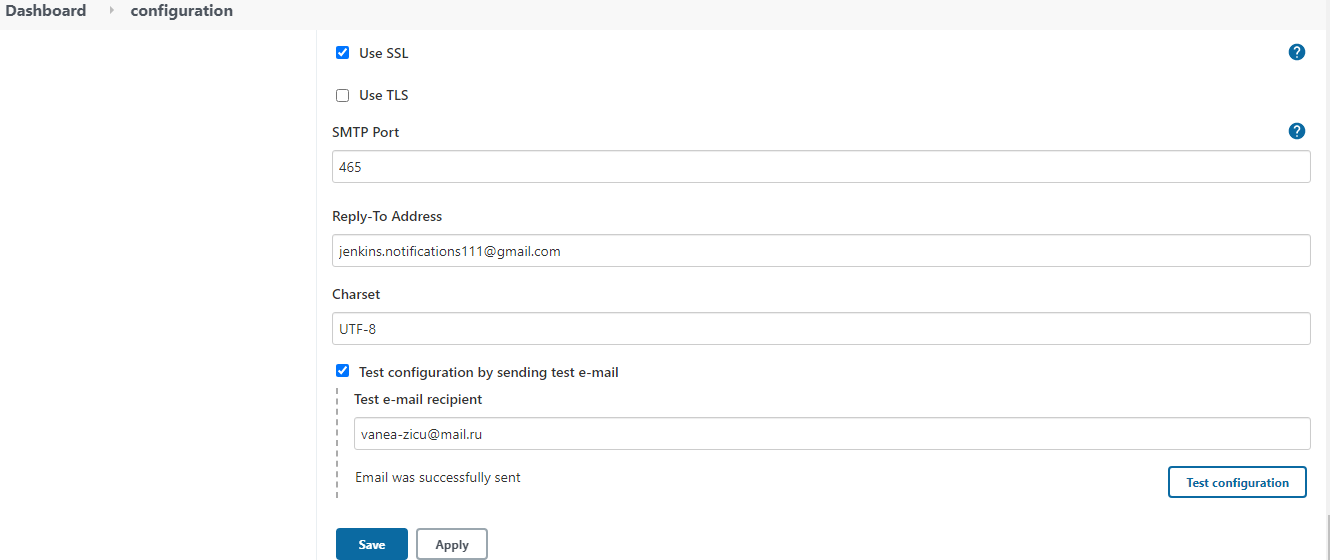 Dashboard configuration
Use SSL
?
Use TLS
SMTP Port
?
465
Reply-To Address
jenkins.notifications111@gmail.com
Charset
UTF-8
Test configuration by sending test e-mail
Test e-mail recipient
vanea-zicu@mail.ru
Email was successfully sent
Test configuration
Save Apply